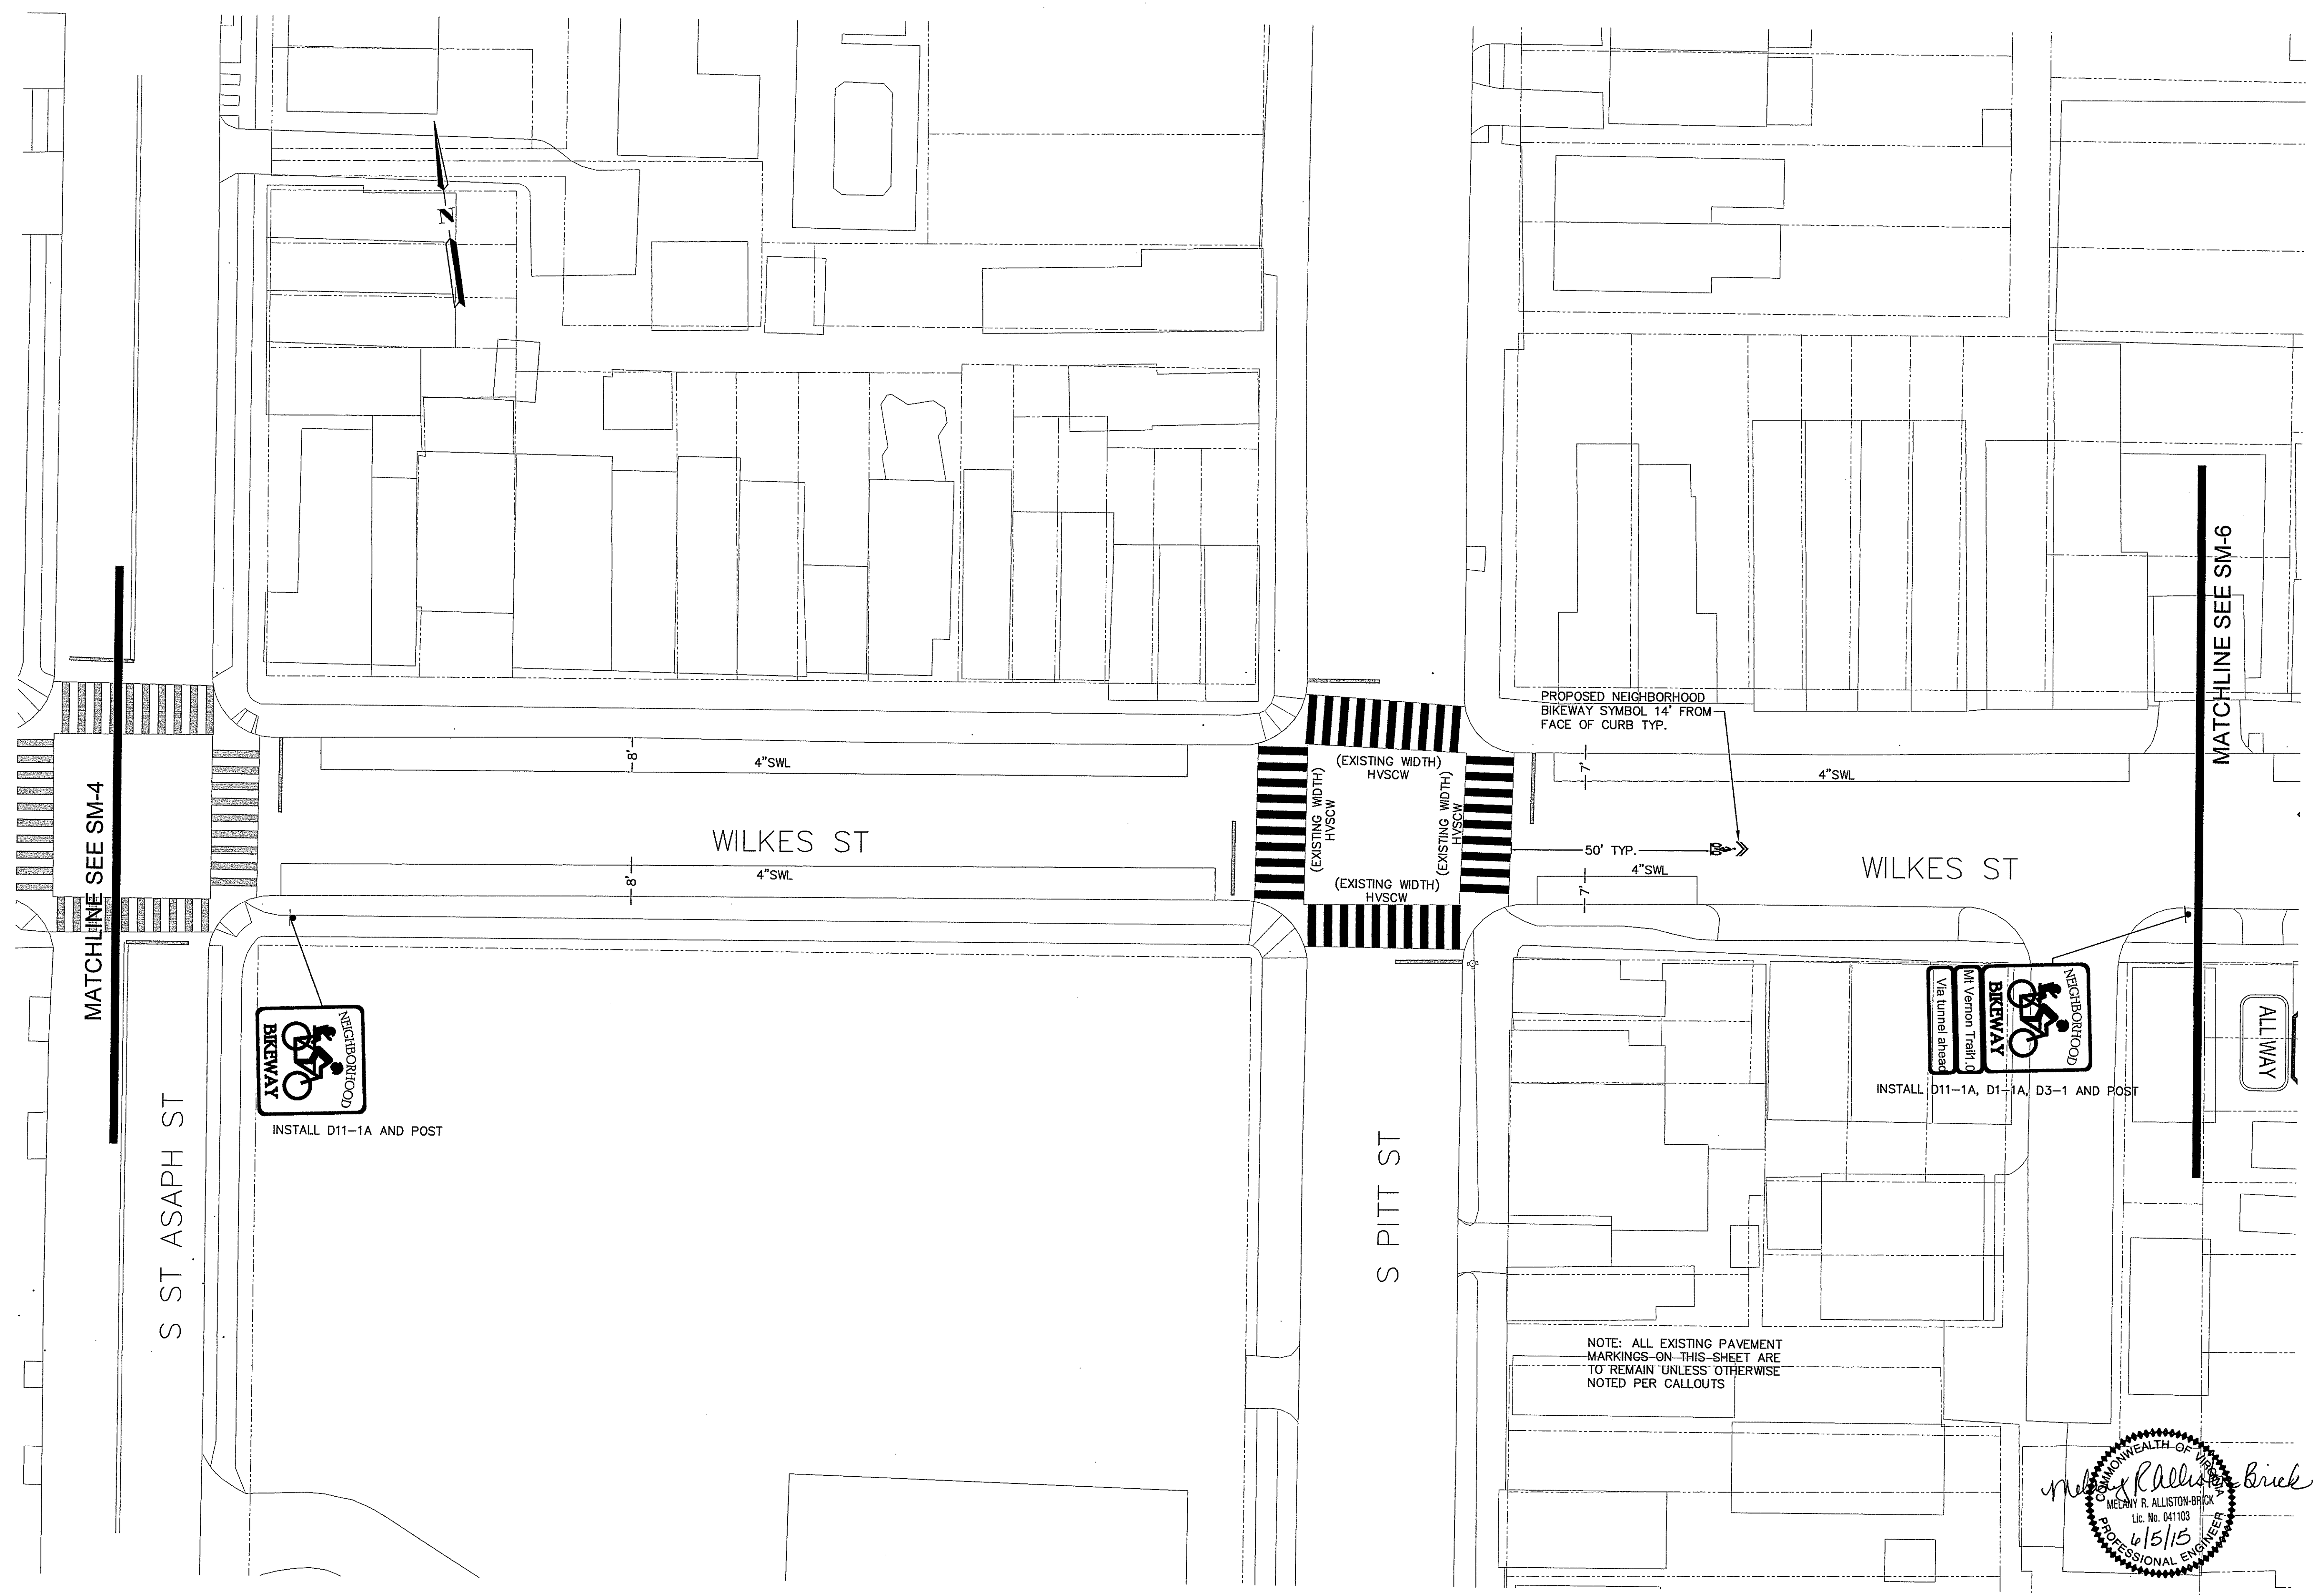 N
MATCHLINE SEE SM-4
MATCHLINE SEE SM-6
PROPOSED NEIGHBORHOOD
BIKEWAY SYMBOL 14' FROM
FACE OF CURB TYP.
8'
4"SWL
(EXISTING WIDTH)
HVSCW
(EXISTING WIDTH)
HVSCW
(EXISTING WIDTH)
HVSCW
(EXISTING WIDTH)
HVSCW
7'
4"SWL
WILKES ST
50' TYP.
WILKES ST
8'
4"SWL
7'
4"SWL
NEIGHBORHOOD
BIKEWAY
INSTALL D11-1A AND POST
NEIGHBORHOOD
BIKEWAY
Mt Vernon Trail1.0
Via tunnel ahead
INSTALL D11-1A, D1-1A, D3-1 AND POST
ALL WAY
S ST ASAPH ST
S PITT ST
NOTE: ALL EXISTING PAVEMENT
MARKINGS ON THIS SHEET ARE
TO REMAIN UNLESS OTHERWISE
NOTED PER CALLOUTS
COMMONWEALTH OF VIRGINIA
Melany R Alliston-Brick
MELANY R. ALLISTON-BRICK
Lic. No. 041103
6/5/15
PROFESSIONAL ENGINEER